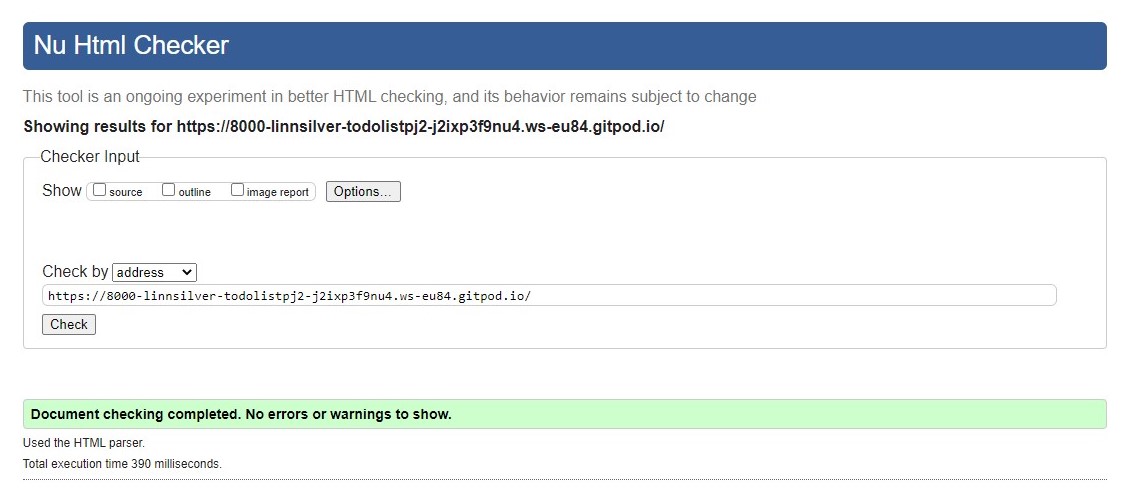 Nu Html Checker
This tool is an ongoing experiment in better HTML checking, and its behavior remains subject to change
Showing results for https://8000-linnsilver-todolistpj2-j2ixp3f9nu4.ws-eu84.gitpod.io/
Checker Input
Show source outline image report Options...
Check by address
https://8000-linnsilver-todolistpj2-j2ixp3f9nu4.ws-eu84.gitpod.io/
Check
Document checking completed. No errors or warnings to show.
Used the HTML parser.
Total execution time 390 milliseconds.